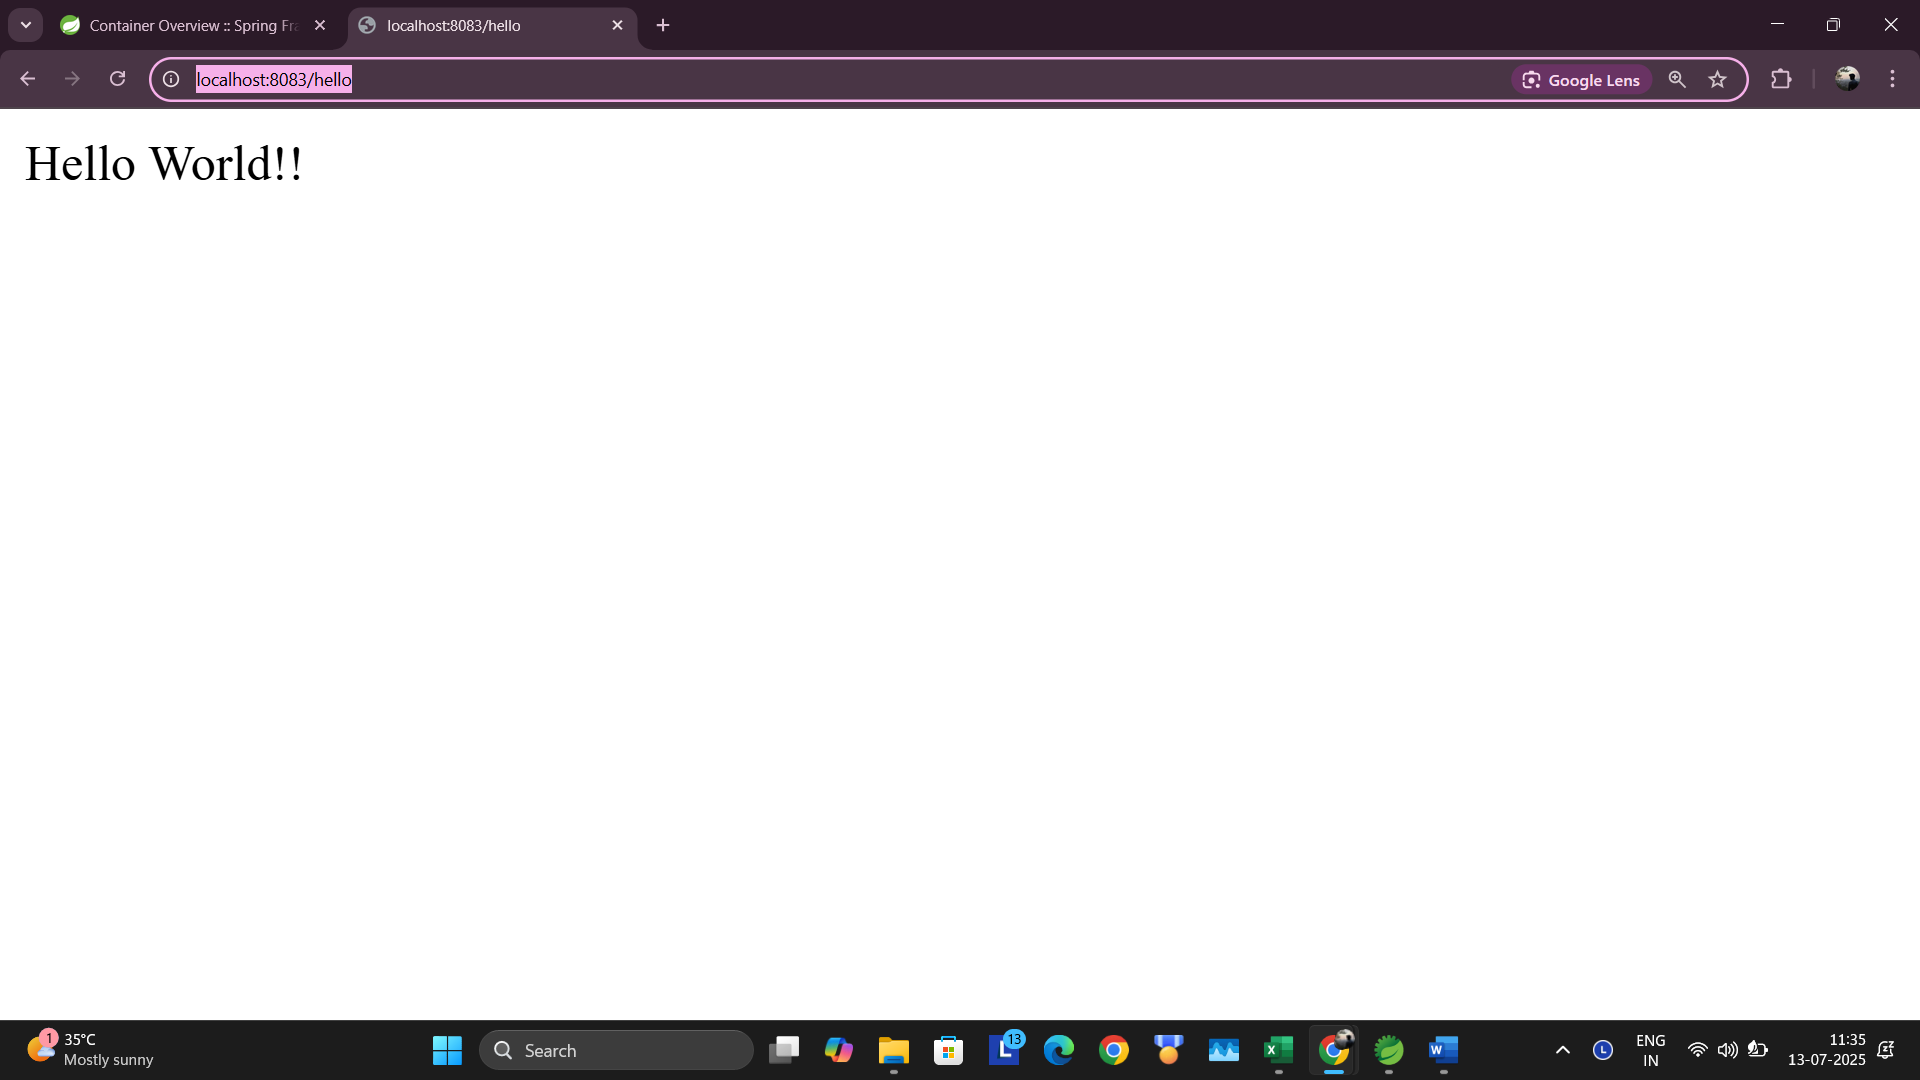 Container Overview :: Spring Fra
localhost:8083/hello
localhost:8083/hello
Google Lens
Hello World!!
1
35°C
Mostly sunny
Search
L
13
X
W
L
ENG
IN
11:35
13-07-2025